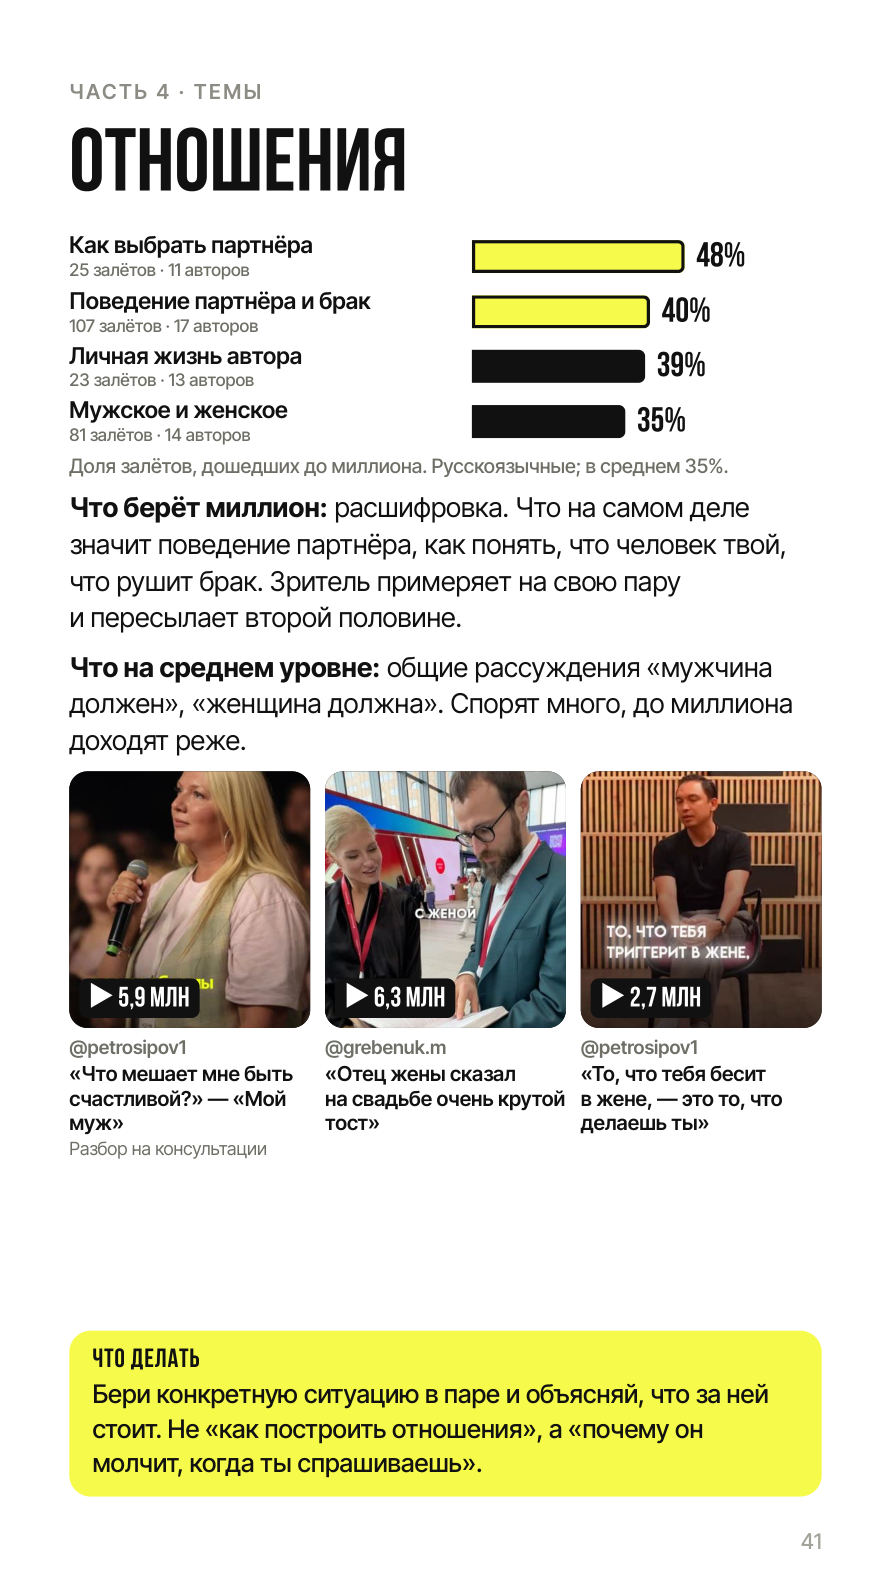 ЧАСТЬ 4 · ТЕМЫ
ОТНОШЕНИЯ
Как выбрать партнёра
25 залётов · 11 авторов
48%
Поведение партнёра и брак
107 залётов · 17 авторов
40%
Личная жизнь автора
23 залётов · 13 авторов
39%
Мужское и женское
81 залётов · 14 авторов
35%
Доля залётов, дошедших до миллиона. Русскоязычные; в среднем 35%.
Что берёт миллион: расшифровка. Что на самом деле
значит поведение партнёра, как понять, что человек твой,
что рушит брак. Зритель примеряет на свою пару
и пересылает второй половине.
Что на среднем уровне: общие рассуждения «мужчина
должен», «женщина должна». Спорят много, до миллиона
доходят реже.
5,9 МЛН
@petrosipov1
«Что мешает мне быть
счастливой?» — «Мой
муж»
Разбор на консультации
С ЖЕНОЙ
6,3 МЛН
@grebenuk.m
«Отец жены сказал
на свадьбе очень крутой
тост»
ТО, ЧТО ТЕБЯ
ТРИГГЕРИТ В ЖЕНЕ,
2,7 МЛН
@petrosipov1
«То, что тебя бесит
в жене, — это то, что
делаешь ты»
ЧТО ДЕЛАТЬ
Бери конкретную ситуацию в паре и объясняй, что за ней
стоит. Не «как построить отношения», а «почему он
молчит, когда ты спрашиваешь».
41